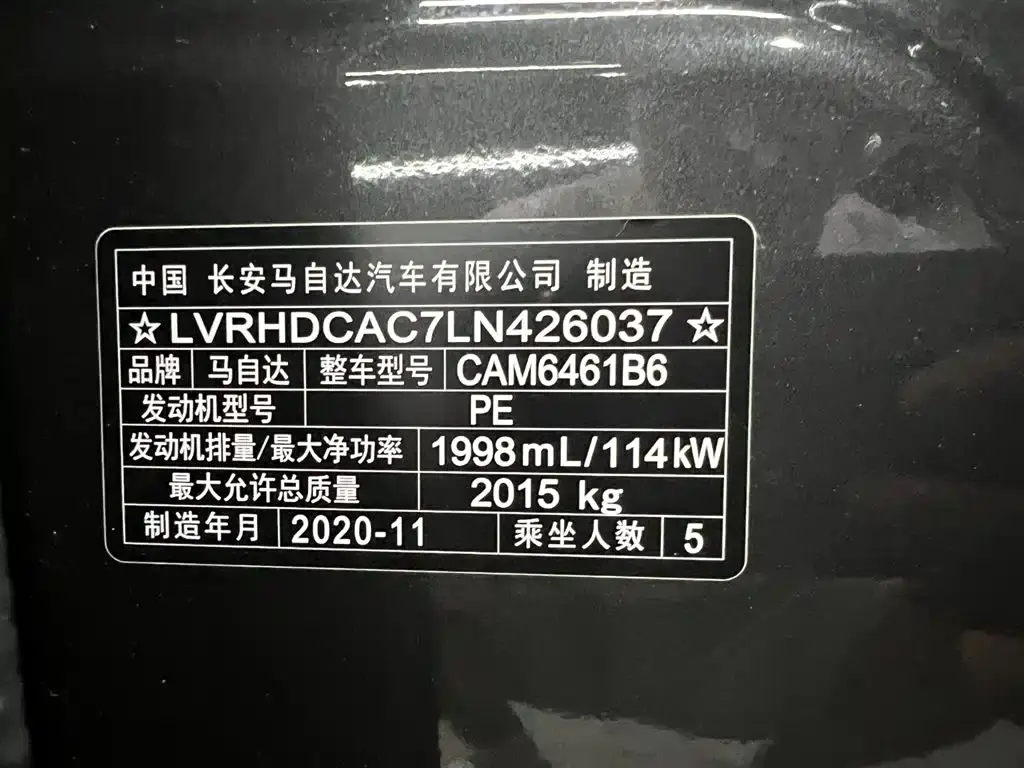 中国 长安马自达汽车有限公司 制造
☆LVRHDCAC7LN426037☆
品牌 马自达 整车型号 CAM6461B6
发动机型号 PE
发动机排量/最大净功率 1998mL/114kW
最大允许总质量 2015 kg
制造年月 2020-11 乘坐人数 5